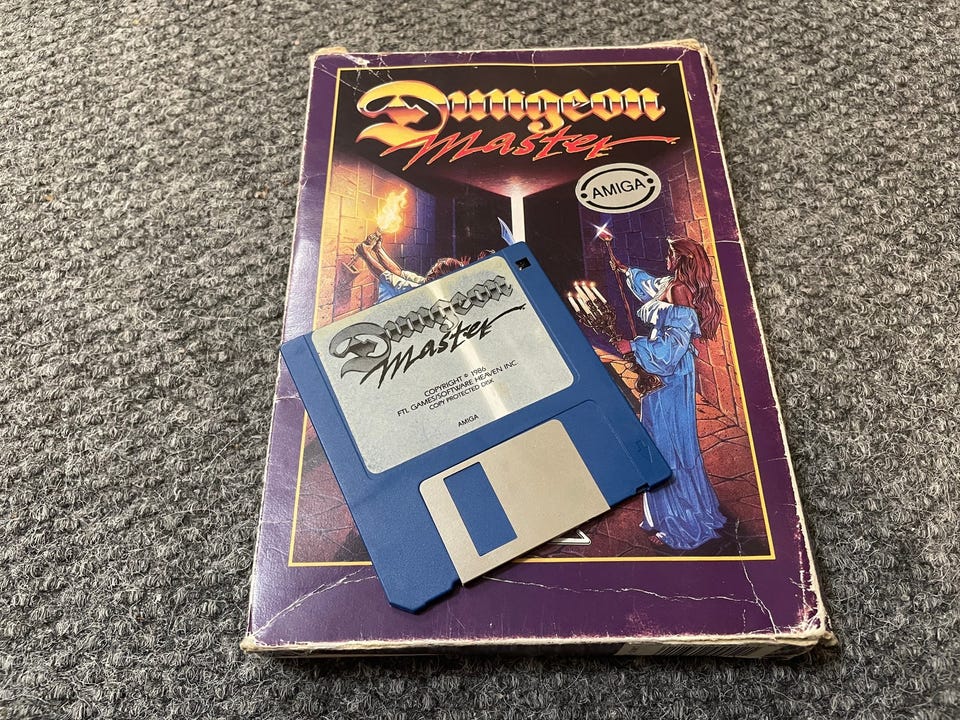 Dungeon
Master
AMIGA
Dungeon
Master
COPYRIGHT © 1986
FTL GAMES/SOFTWARE HEAVEN INC.
COPY PROTECTED DISK
AMIGA